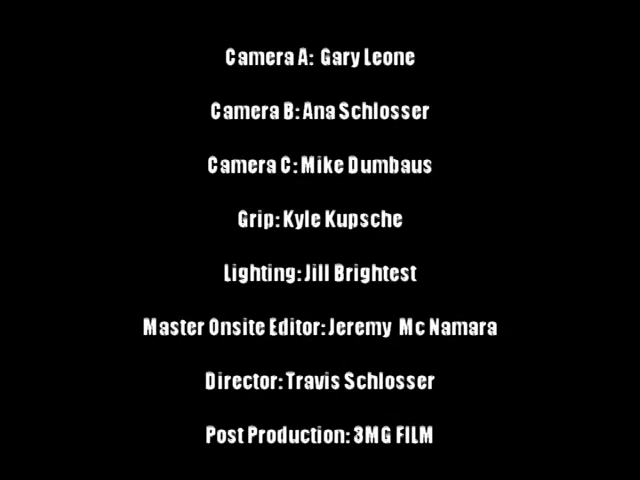 Camera A: Gary Leone
Camera B: Ana Schlosser
Camera C: Mike Dumbaus
Grip: Kyle Kupsche
Lighting: Jill Brightest
Master Onsite Editor: Jeremy Mc Namara
Director: Travis Schlosser
Post Production: 3MG FILM